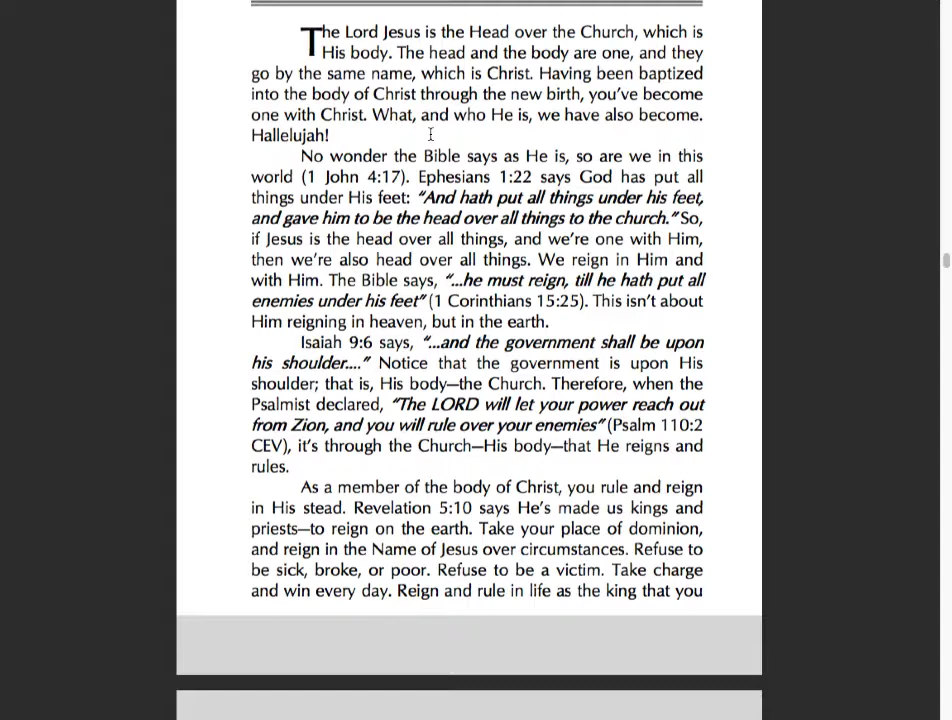 The Lord Jesus is the Head over the Church, which is
His body. The head and the body are one, and they
go by the same name, which is Christ. Having been baptized
into the body of Christ through the new birth, you've become
one with Christ. What, and who He is, we have also become.
Hallelujah!
No wonder the Bible says as He is, so are we in this
world (1 John 4:17). Ephesians 1:22 says God has put all
things under His feet: “And hath put all things under his feet,
and gave him to be the head over all things to the church.” So,
if Jesus is the head over all things, and we're one with Him,
then we're also head over all things. We reign in Him and
with Him. The Bible says, “...he must reign, till he hath put all
enemies under his feet” (1 Corinthians 15:25). This isn't about
Him reigning in heaven, but in the earth.
Isaiah 9:6 says, “...and the government shall be upon
his shoulder....” Notice that the government is upon His
shoulder; that is, His body—the Church. Therefore, when the
Psalmist declared, “The LORD will let your power reach out
from Zion, and you will rule over your enemies” (Psalm 110:2
CEV), it's through the Church—His body—that He reigns and
rules.
As a member of the body of Christ, you rule and reign
in His stead. Revelation 5:10 says He's made us kings and
priests—to reign on the earth. Take your place of dominion,
and reign in the Name of Jesus over circumstances. Refuse to
be sick, broke, or poor. Refuse to be a victim. Take charge
and win every day. Reign and rule in life as the king that you